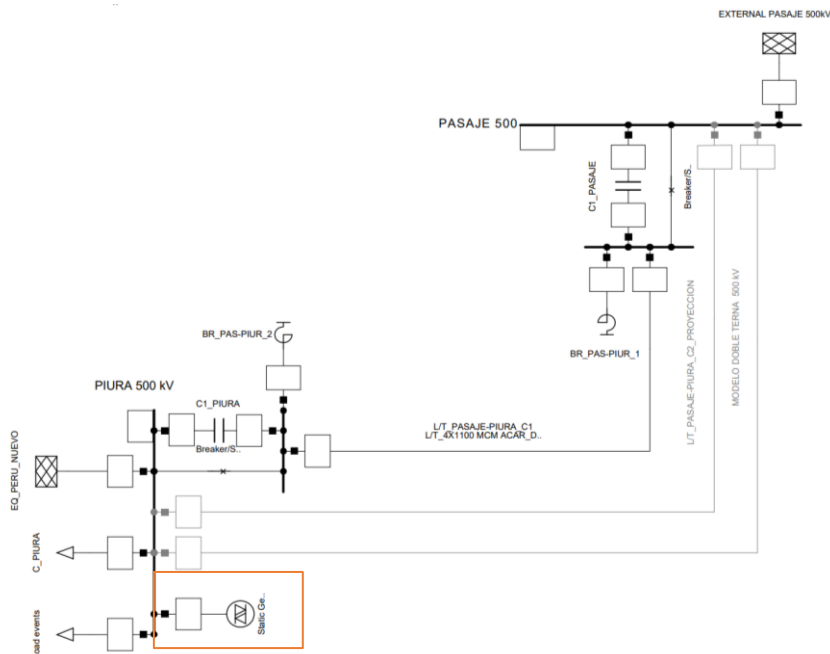 EXTERNAL PASAJE 500kV
PASAJE 500
C1_PASAJE
Breaker/S..
BR_PAS-PIUR_1
L/T_PASAJE-PIURA_C2_PROYECCION
MODELO DOBLE TERNA 500 kV
BR_PAS-PIUR_2
PIURA 500 kV
C1_PIURA
Breaker/S..
L/T_PASAJE-PIURA_C1
L/T_4X1100 MCM ACAR_D..
EQ_PERU_NUEVO
C_PIURA
Static Ge..
oad events